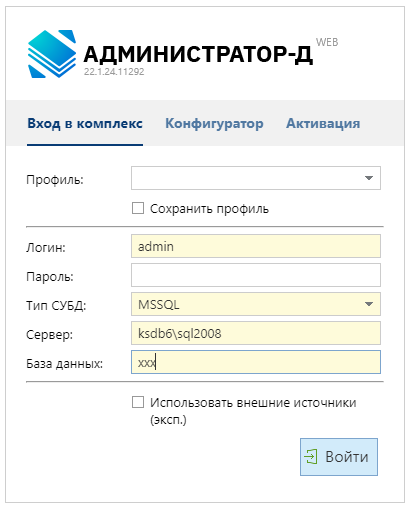 АДМИНИСТРАТОР-Д WEB
22.1.24.11292
Вход в комплекс Конфигуратор Активация
Профиль:
Сохранить профиль
Логин: admin
Пароль:
Тип СУБД: MSSQL
Сервер: ksdb6\sql2008
База данных: xxx
Использовать внешние источники
(эксп.)
Войти